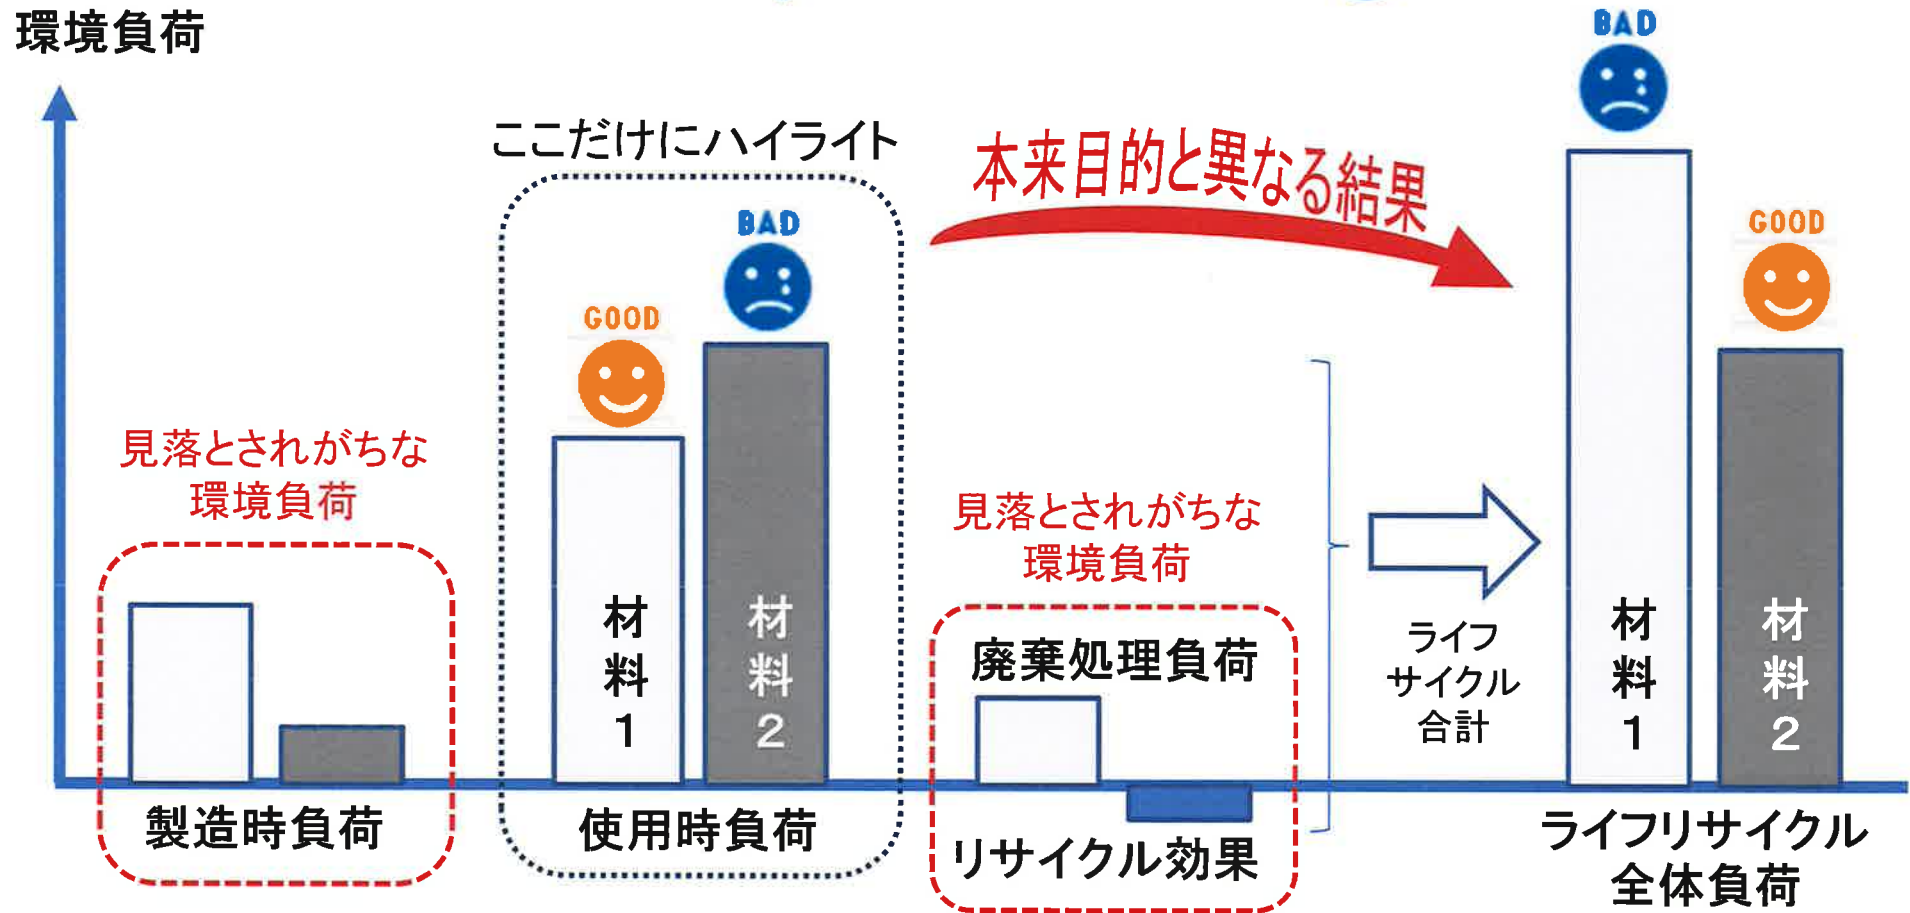 環境負荷
見落とされがちな
環境負荷
製造時負荷
ここだけにハイライト
GOOD
BAD
材料1
材料2
使用時負荷
本来目的と異なる結果
見落とされがちな
環境負荷
廃棄処理負荷
リサイクル効果
ライフ
サイクル
合計
BAD
GOOD
材料1
材料2
ライフリサイクル
全体負荷